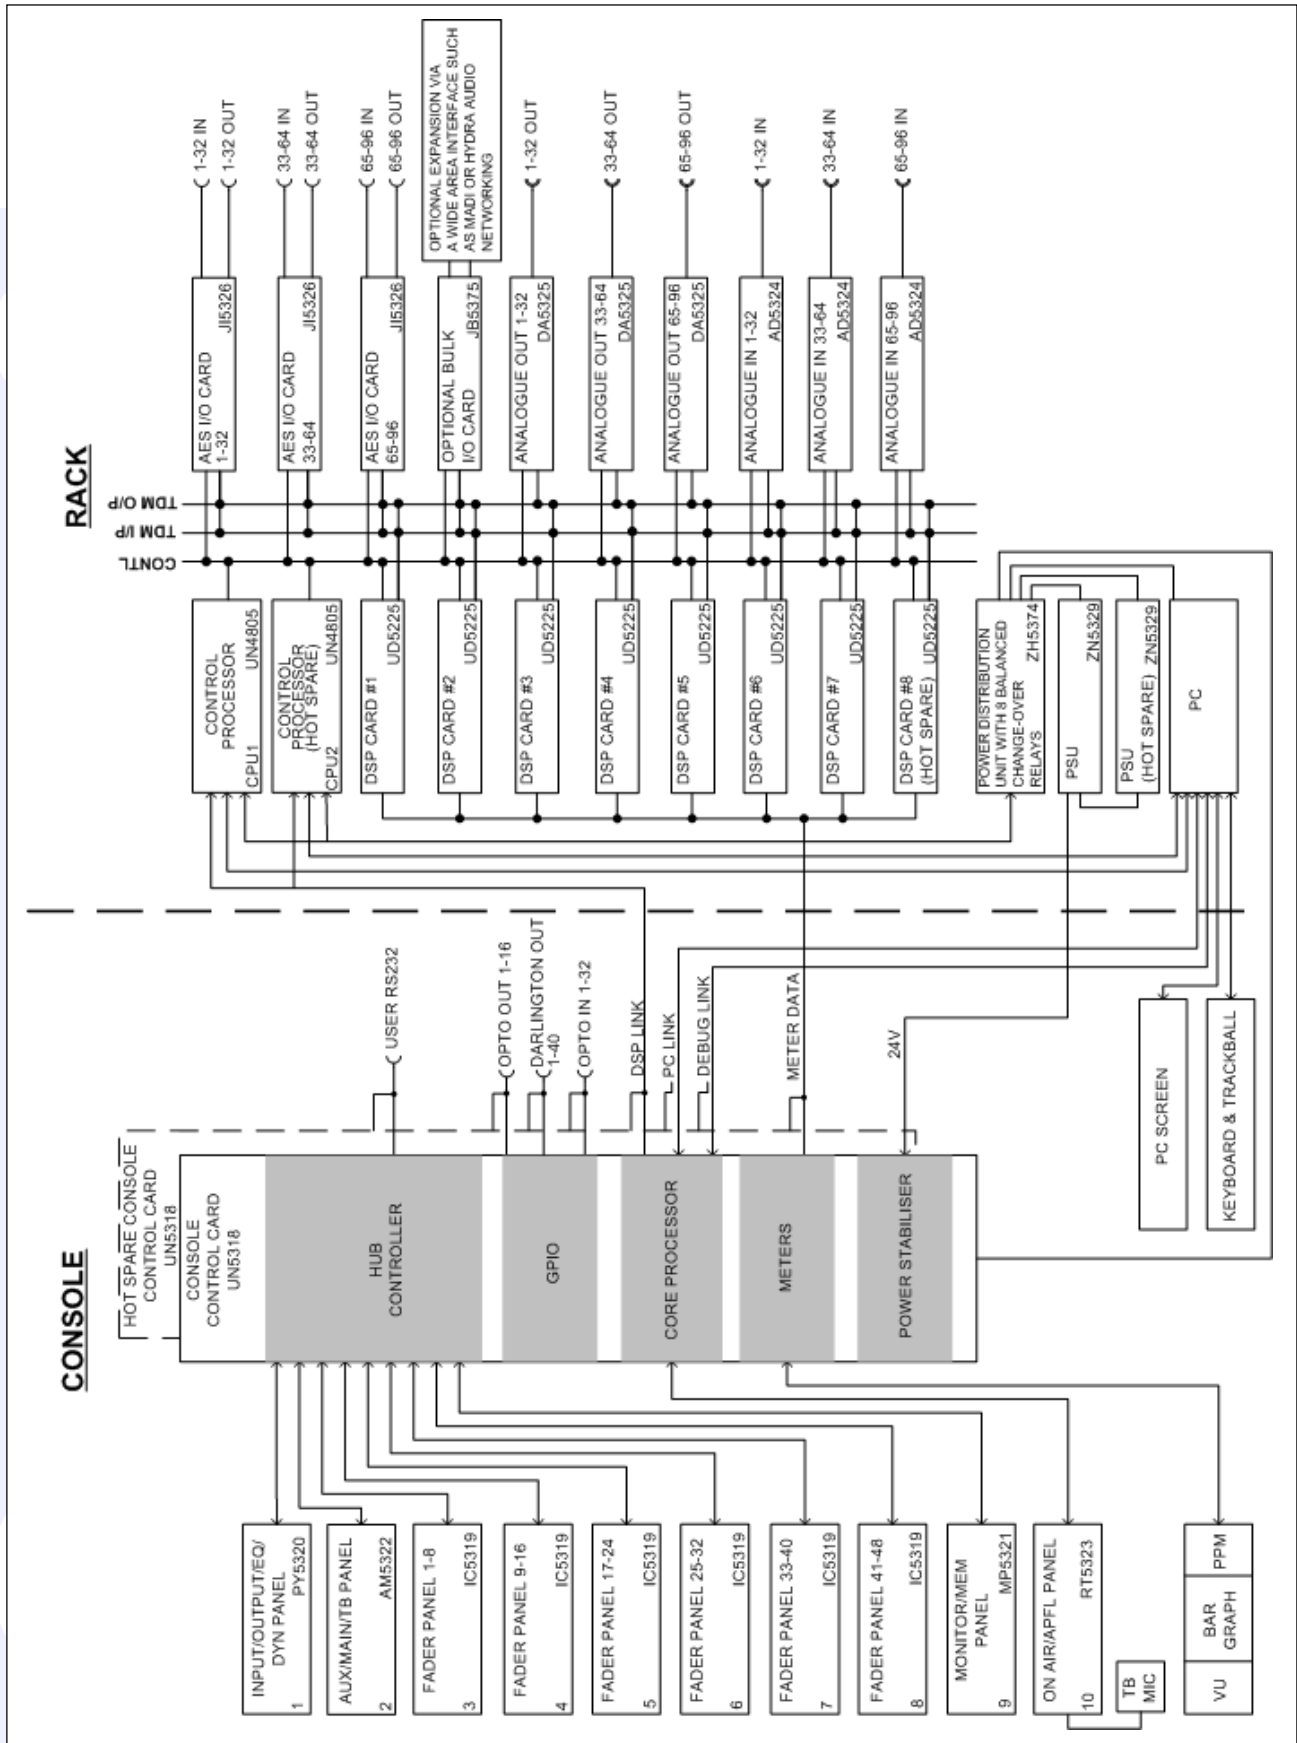 CONSOLE
HOT SPARE CONSOLE
CONTROL CARD
UN5318
CONSOLE
CONTROL CARD
UN5318
HUB
CONTROLLER
GPIO
CORE PROCESSOR
METERS
POWER STABILISER
INPUT/OUTPUT/EQ/
DYN PANEL
1 PY5320
AUX/MAIN/TB PANEL
2 AM5322
FADER PANEL 1-8
3 IC5319
FADER PANEL 9-16
4 IC5319
FADER PANEL 17-24
5 IC5319
FADER PANEL 25-32
6 IC5319
FADER PANEL 33-40
7 IC5319
FADER PANEL 41-48
8 IC5319
MONITOR/MEM
PANEL
9 MP5321
ON AIR/APFL PANEL
10 RT5323
TB
MIC
VU
BAR
GRAPH
PPM
USER RS232
OPTO OUT 1-16
DARLINGTON OUT
1-40
OPTO IN 1-32
DSP LINK
PC LINK
DEBUG LINK
METER DATA
24V
PC SCREEN
KEYBOARD & TRACKBALL
RACK
CONTROL
PROCESSOR
CPU1 UN4805
CONTROL
PROCESSOR
(HOT SPARE)
CPU2 UN4805
DSP CARD #1
UD5225
DSP CARD #2
UD5225
DSP CARD #3
UD5225
DSP CARD #4
UD5225
DSP CARD #5
UD5225
DSP CARD #6
UD5225
DSP CARD #7
UD5225
DSP CARD #8
(HOT SPARE) UD5225
POWER DISTRIBUTION
UNIT WITH 8 BALANCED
CHANGE-OVER
RELAYS ZH5374
PSU
ZN5329
PSU
(HOT SPARE) ZN5329
PC
CONTL
TDM I/P
TDM O/P
AES I/O CARD
1-32 JI5326
AES I/O CARD
33-64 JI5326
AES I/O CARD
65-96 JI5326
OPTIONAL BULK
I/O CARD JB5375
ANALOGUE OUT 1-32
DA5325
ANALOGUE OUT 33-64
DA5325
ANALOGUE OUT 65-96
DA5325
ANALOGUE IN 1-32
AD5324
ANALOGUE IN 33-64
AD5324
ANALOGUE IN 65-96
AD5324
1-32 IN
1-32 OUT
33-64 IN
33-64 OUT
65-96 IN
65-96 OUT
OPTIONAL EXPANSION VIA
A WIDE AREA INTERFACE SUCH
AS MADI OR HYDRA AUDIO
NETWORKING
1-32 OUT
33-64 OUT
65-96 OUT
1-32 IN
33-64 IN
65-96 IN